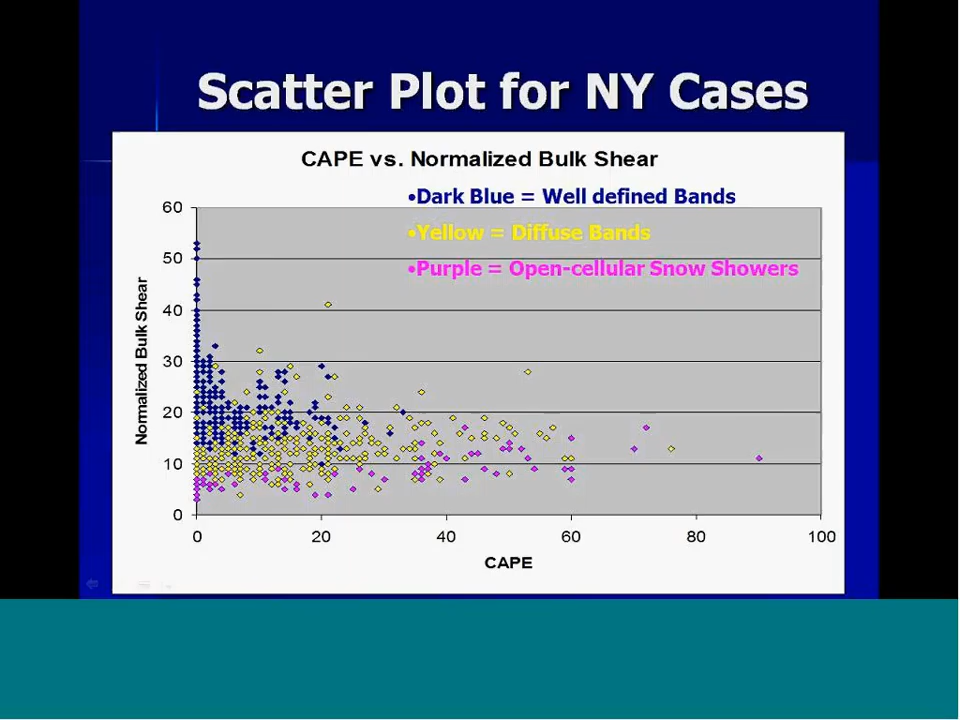 Scatter Plot for NY Cases
CAPE vs. Normalized Bulk Shear
•Dark Blue = Well defined Bands
•Yellow = Diffuse Bands
•Purple = Open-cellular Snow Showers
Normalized Bulk Shear
60
50
40
30
20
10
0
0 20 40 60 80 100
CAPE